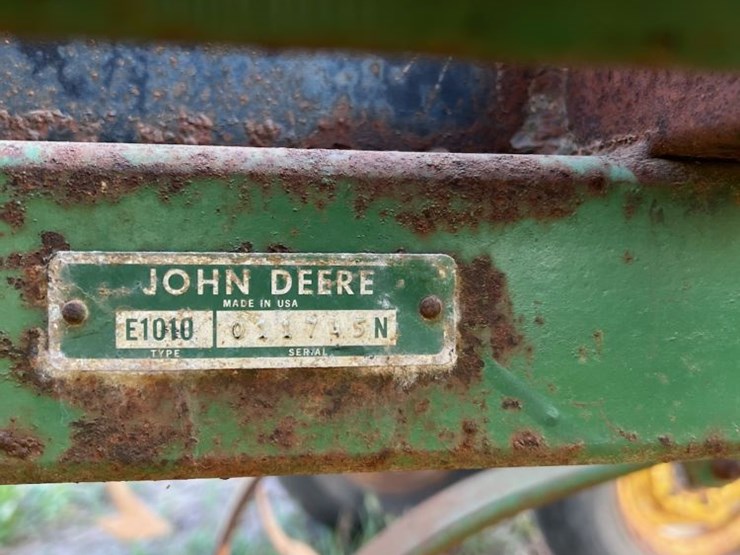 JOHN DEERE
MADE IN USA
E1010 N
TYPE SERIAL